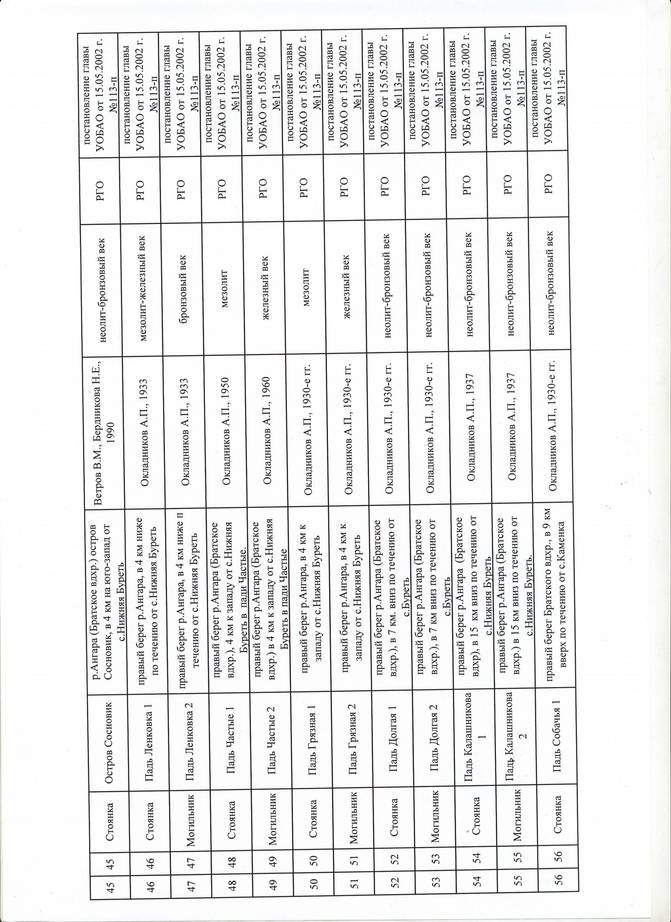 45 45 Стоянка Остров Сосновик р.Ангара (Братское вдхр.) остров Ветров В.М., Бердникова Н.Е., неолит-бронзовый век РГО постановление главы
Сосновик, в 4 км на юго-запад от 1990 УОБАО от 15.05.2002 г.
с.Нижняя Буреть №113-п
46 46 Стоянка Падь Ленковка 1 правый берег р.Ангара, в 4 км ниже Окладников А.П., 1933 мезолит-железный век РГО постановление главы
по течению от с.Нижняя Буреть УОБАО от 15.05.2002 г.
№113-п
47 47 Могильник Падь Ленковка 2 правый берег р.Ангара, в 4 км ниже п Окладников А.П., 1933 бронзовый век РГО постановление главы
течению от с.Нижняя Буреть УОБАО от 15.05.2002 г.
№113-п
48 48 Стоянка Падь Частые 1 правый берег р.Ангара (Братское Окладников А.П., 1950 мезолит РГО постановление главы
вдхр.), 4 км к западу от с.Нижняя УОБАО от 15.05.2002 г.
Буреть в пади Частые. №113-п
49 49 Могильник Падь Частые 2 правый берег р.Ангара (Братское Окладников А.П., 1960 железный век РГО постановление главы
вдхр.) в 4 км к западу от с.Нижняя УОБАО от 15.05.2002 г.
Буреть в пади Частые №113-п
50 50 Стоянка Падь Грязная 1 правый берег р.Ангара, в 4 км к Окладников А.П., 1930-е гг. мезолит РГО постановление главы
западу от с.Нижняя Буреть УОБАО от 15.05.2002 г.
№113-п
51 51 Могильник Падь Грязная 2 правый берег р.Ангара, в 4 км к Окладников А.П., 1930-е гг. железный век РГО постановление главы
западу от с.Нижняя Буреть УОБАО от 15.05.2002 г.
№113-п
52 52 Стоянка Падь Долгая 1 правый берег р.Ангара (Братское Окладников А.П., 1930-е гг. неолит-бронзовый век РГО постановление главы
вдхр.), в 7 км. вниз по течению от УОБАО от 15.05.2002 г.
с.Буреть №113-п
53 53 Могильник Падь Долгая 2 правый берег р.Ангара (Братское Окладников А.П., 1930-е гг. неолит-бронзовый век РГО постановление главы
вдхр.), в 7 км вниз по течению от УОБАО от 15.05.2002 г.
с.Буреть №113-п
54 54 Стоянка Падь Калашникова правый берег р.Ангара (Братское Окладников А.П., 1937 неолит-бронзовый век РГО постановление главы
1 вдхр), в 15 км вниз по течению от УОБАО от 15.05.2002 г.
с.Нижняя Буреть №113-п
55 55 Могильник Падь Калашникова правый берег р.Ангара (Братское Окладников А.П., 1937 неолит-бронзовый век РГО постановление главы
2 вдхр.) в 15 км вниз по течению от УОБАО от 15.05.2002 г.
с.Нижняя Буреть. №113-п
56 56 Стоянка Падь Собачья 1 правый берег Братского вдхр., в 9 км Окладников А.П., 1930-е гг. неолит-бронзовый век РГО постановление главы
вверх по течению от с.Каменка УОБАО от 15.05.2002 г.
№113-п